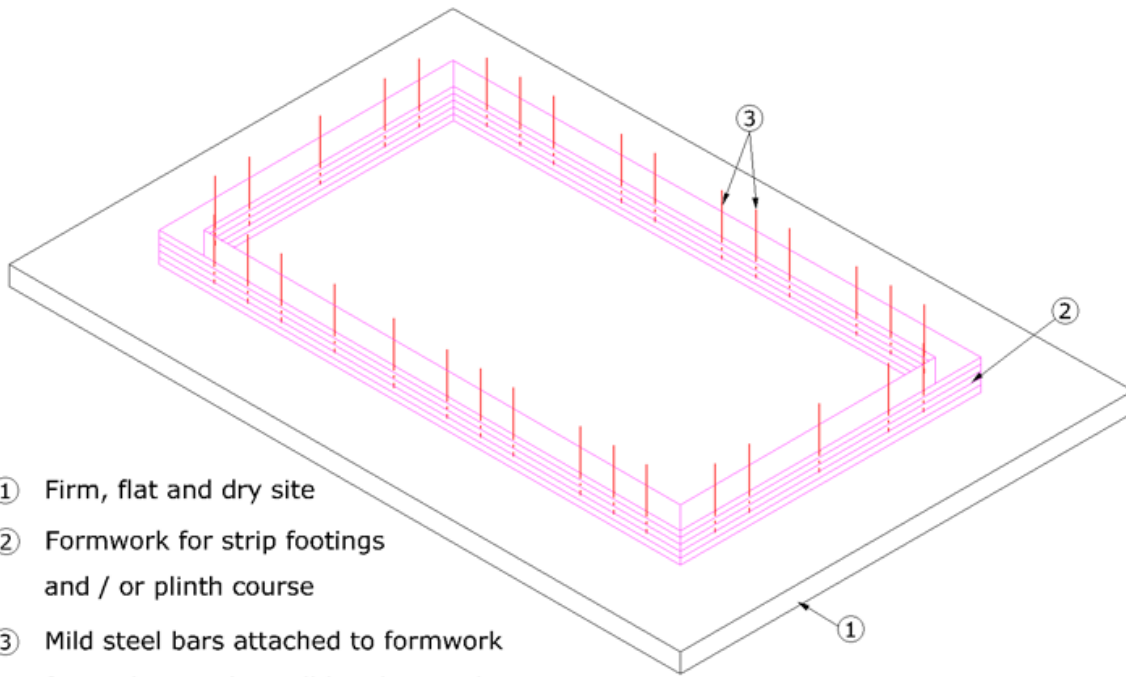 ③
②
① Firm, flat and dry site
② Formwork for strip footings
and / or plinth course
③ Mild steel bars attached to formwork
①